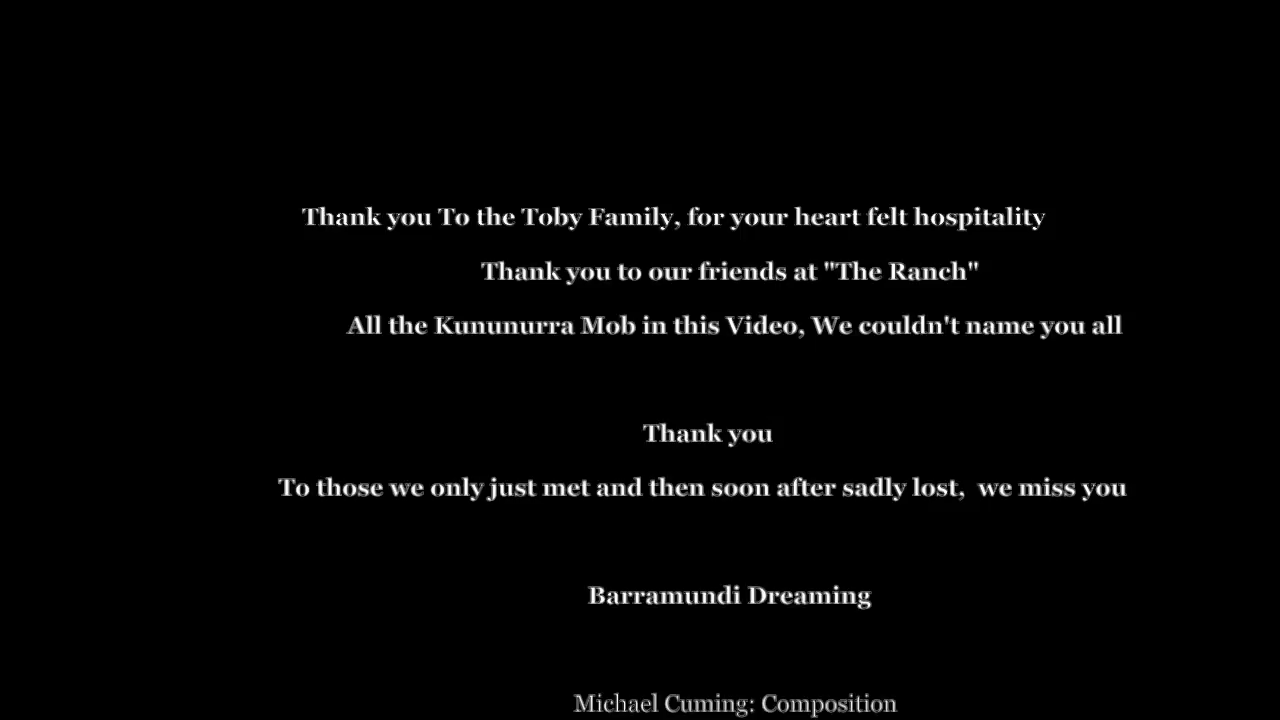 Thank you To the Toby Family, for your heart felt hospitality
Thank you to our friends at "The Ranch"
All the Kununurra Mob in this Video, We couldn't name you all
Thank you
To those we only just met and then soon after sadly lost,  we miss you
Barramundi Dreaming
Michael Cuming: Composition